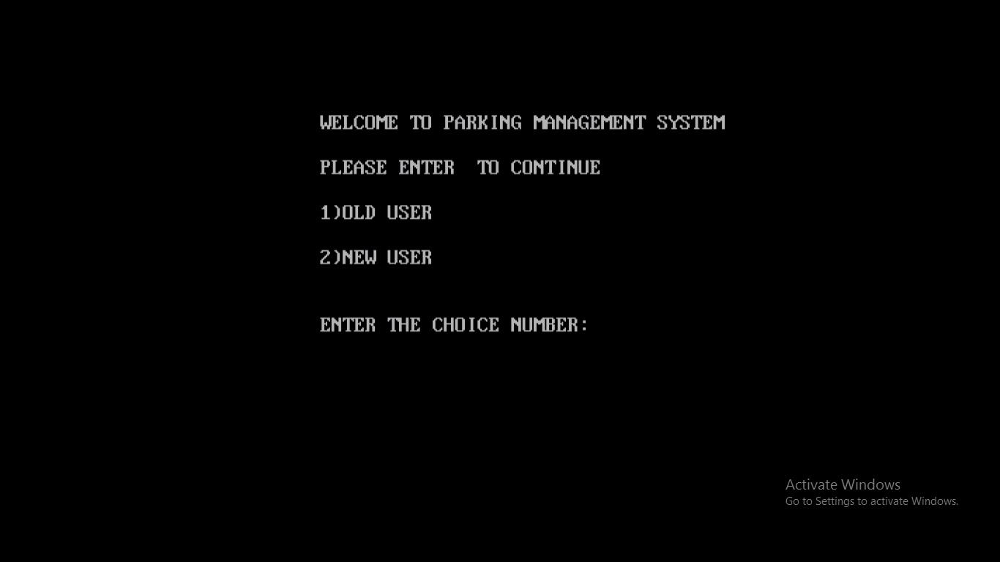 WELCOME TO PARKING MANAGEMENT SYSTEM
PLEASE ENTER  TO CONTINUE
1)OLD USER
2)NEW USER
ENTER THE CHOICE NUMBER:
Activate Windows
Go to Settings to activate Windows.